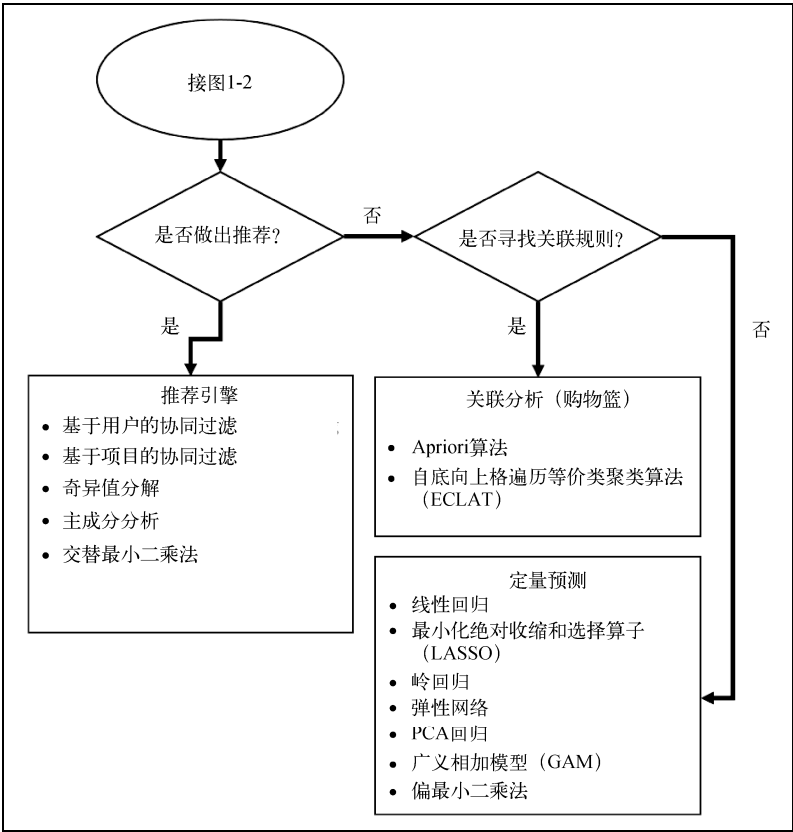 接图1-2
是否做出推荐?
否
是否寻找关联规则?
是
是
否
推荐引擎
• 基于用户的协同过滤
• 基于项目的协同过滤
• 奇异值分解
• 主成分分析
• 交替最小二乘法
关联分析（购物篮）
• Apriori算法
• 自底向上格遍历等价类聚类算法
（ECLAT）
定量预测
• 线性回归
• 最小化绝对收缩和选择算子
（LASSO）
• 岭回归
• 弹性网络
• PCA回归
• 广义相加模型（GAM）
• 偏最小二乘法